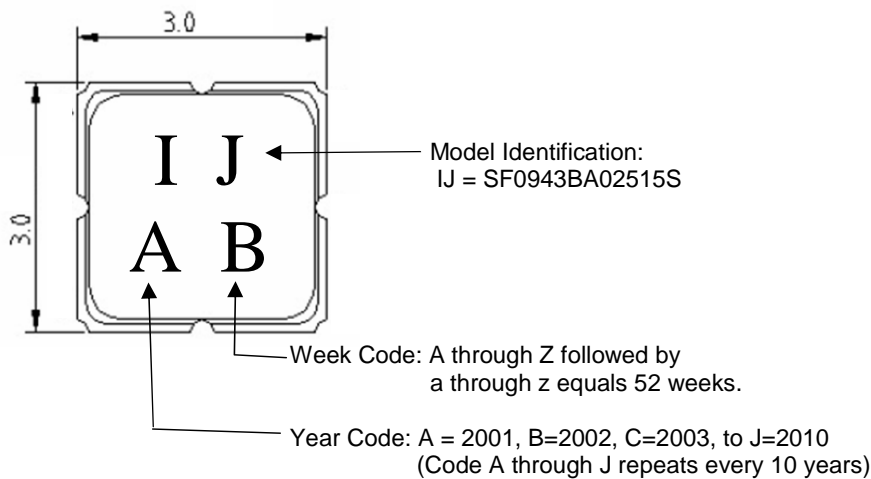 3.0
3.0
I J
Model Identification:
IJ = SF0943BA02515S
A B
Week Code: A through Z followed by
a through z equals 52 weeks.
Year Code: A = 2001, B=2002, C=2003, to J=2010
(Code A through J repeats every 10 years)